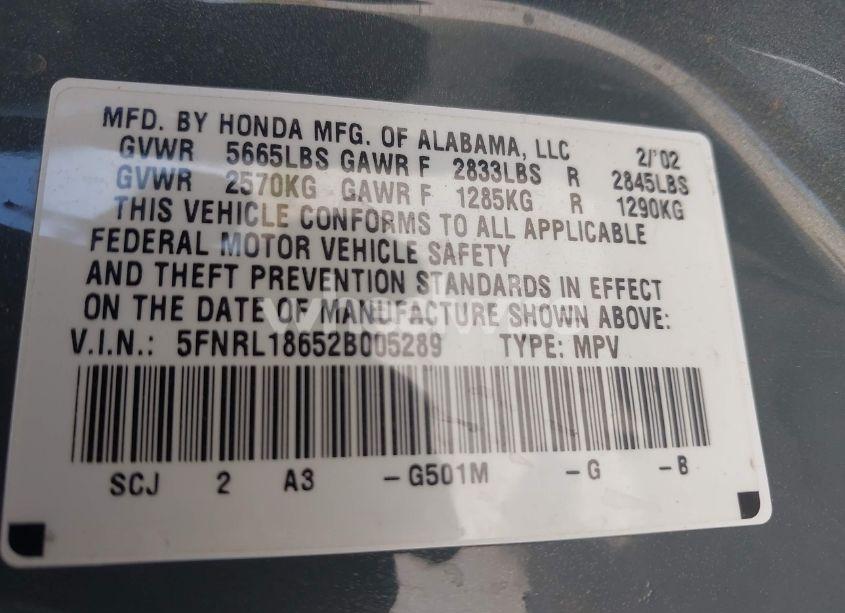 MFD. BY HONDA MFG. OF ALABAMA, LLC 2/'02
GVWR 5665LBS GAWR F 2833LBS R 2845LBS
GVWR 2570KG GAWR F 1285KG R 1290KG
THIS VEHICLE CONFORMS TO ALL APPLICABLE
FEDERAL MOTOR VEHICLE SAFETY
AND THEFT PREVENTION STANDARDS IN EFFECT
ON THE DATE OF MANUFACTURE SHOWN ABOVE:
V.I.N.: 5FNRL18652B005289 TYPE: MPV
SCJ 2 A3 -G501M -G -B